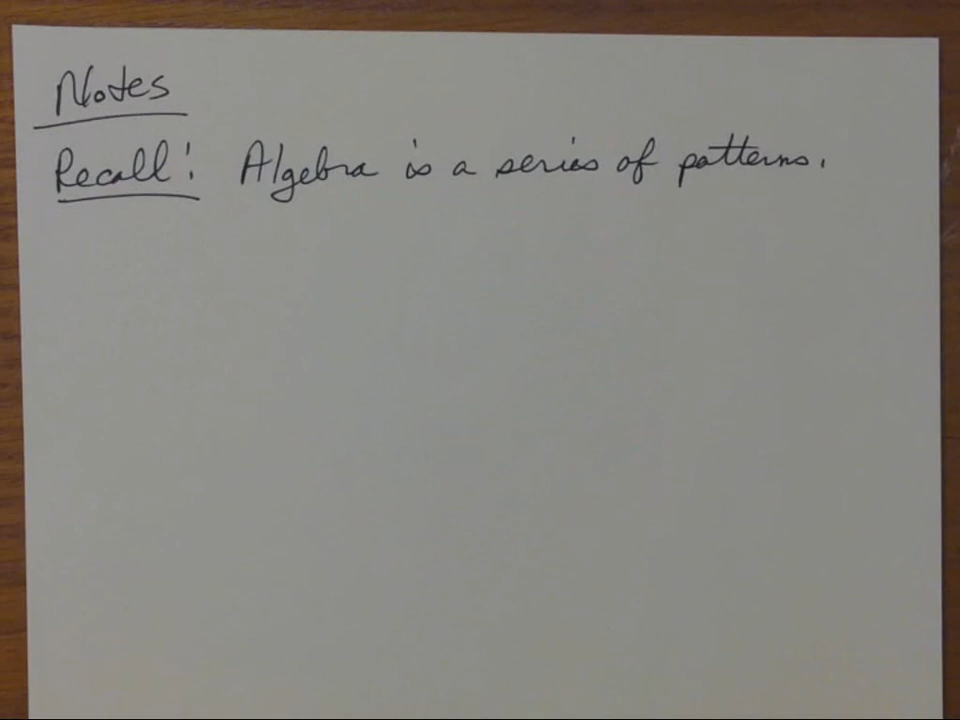 Notes
Recall: Algebra is a series of patterns.